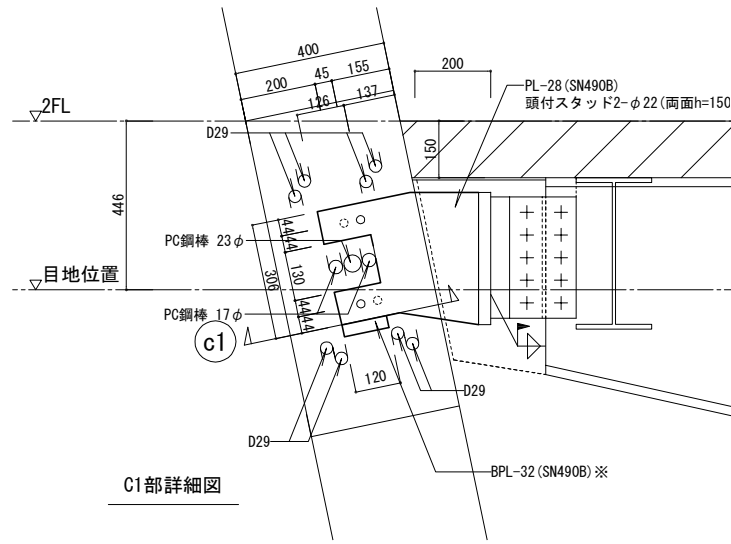 400
200
45
155
126
137
200
PL-28(SN490B)
頭付スタッド2-φ22(両面h=150
2FL
D29
150
446
44
44
PC鋼棒 23φ
306
130
目地位置
PC鋼棒 17φ
44
44
c1
120
D29
D29
BPL-32(SN490B)※
C1部詳細図